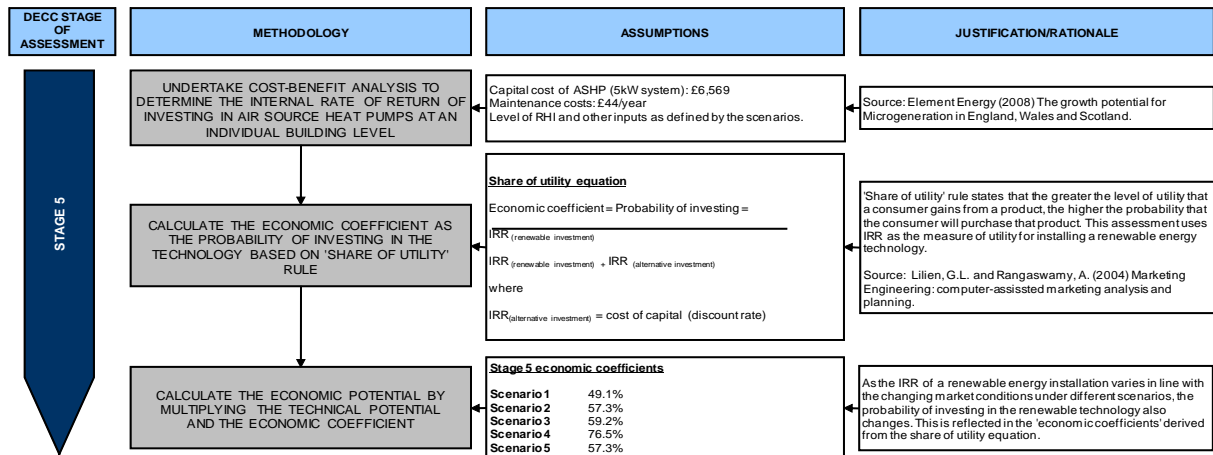 DECC STAGE
OF
ASSESSMENT
METHODOLOGY
ASSUMPTIONS
JUSTIFICATION/RATIONALE
STAGE 5
UNDERTAKE COST-BENEFIT ANALYSIS TO
DETERMINE THE INTERNAL RATE OF RETURN OF
INVESTING IN AIR SOURCE HEAT PUMPS AT AN
INDIVIDUAL BUILDING LEVEL
Capital cost of ASHP (5kW system): £6,569
Maintenance costs: £44/year
Level of RHI and other inputs as defined by the scenarios.
Source: Element Energy (2008) The growth potential for
Microgeneration in England, Wales and Scotland.
CALCULATE THE ECONOMIC COEFFICIENT AS
THE PROBABILITY OF INVESTING IN THE
TECHNOLOGY BASED ON 'SHARE OF UTILITY'
RULE
Share of utility equation
Economic coefficient = Probability of investing =
IRR (renewable investment)
IRR (renewable investment) + IRR (alternative investment)
where
IRR(alternative investment) = cost of capital (discount rate)
'Share of utility' rule states that the greater the level of utility that
a consumer gains from a product, the higher the probability that
the consumer will purchase that product. This assessment uses
IRR as the measure of utility for installing a renewable energy
technology.
Source: Lilien, G.L. and Rangaswamy, A. (2004) Marketing
Engineering: computer-assissted marketing analysis and
planning.
CALCULATE THE ECONOMIC POTENTIAL BY
MULTIPLYING THE TECHNICAL POTENTIAL
AND THE ECONOMIC COEFFICIENT
Stage 5 economic coefficients
Scenario 1 49.1%
Scenario 2 57.3%
Scenario 3 59.2%
Scenario 4 76.5%
Scenario 5 57.3%
As the IRR of a renewable energy installation varies in line with
the changing market conditions under different scenarios, the
probability of investing in the renewable technology also
changes. This is reflected in the 'economic coefficients' derived
from the share of utility equation.